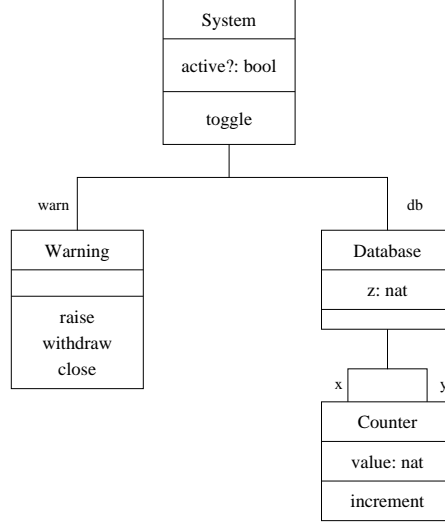 System
active?: bool
toggle
warn
db
Warning
Database
z: nat
raise
withdraw
close
x
y
Counter
value: nat
increment